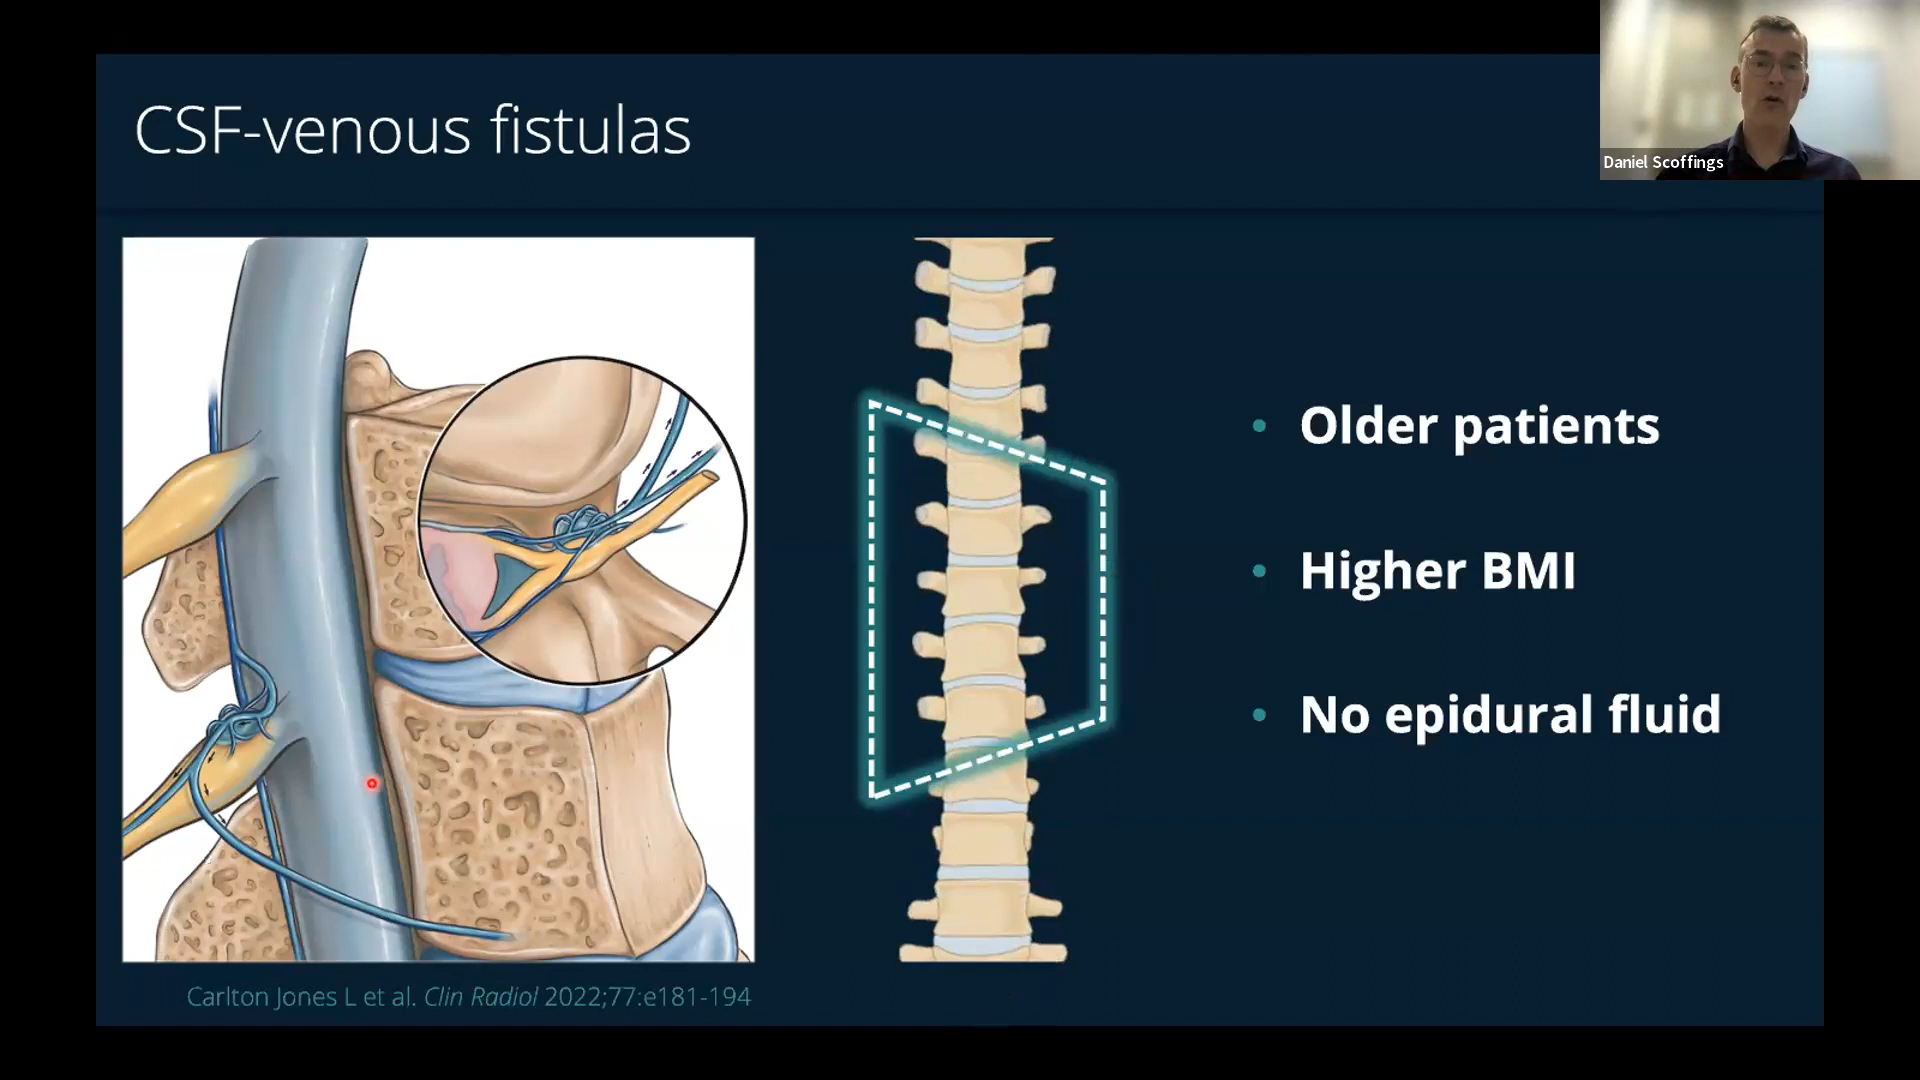 CSF-venous fistulas
Daniel Scoffings
• Older patients
• Higher BMI
• No epidural fluid
Carlton Jones L et al. Clin Radiol 2022;77:e181-194